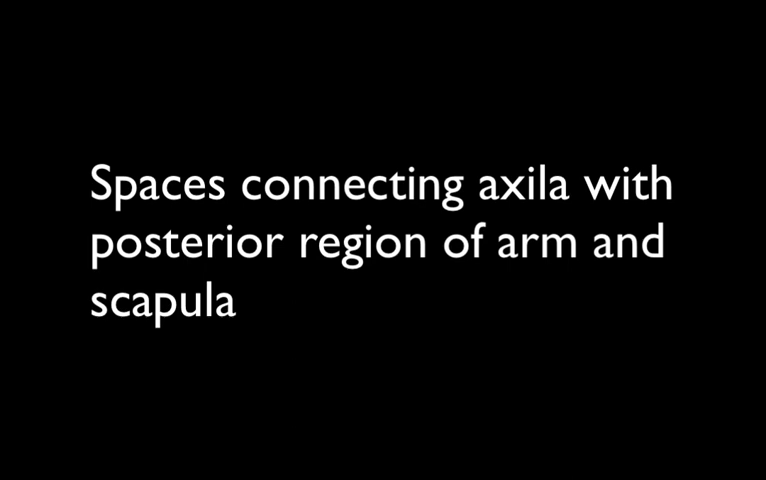 Spaces connecting axila with
posterior region of arm and
scapula